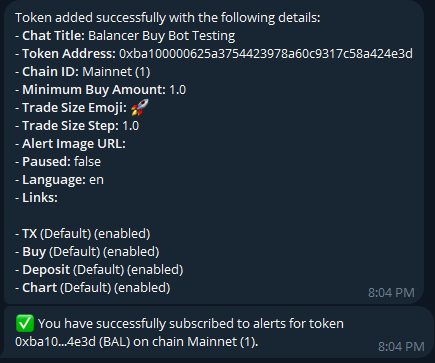 Token added successfully with the following details:
- Chat Title: Balancer Buy Bot Testing
- Token Address: 0xba100000625a3754423978a60c9317c58a424e3d
- Chain ID: Mainnet (1)
- Minimum Buy Amount: 1.0
- Trade Size Emoji: 🚀
- Trade Size Step: 1.0
- Alert Image URL:
- Paused: false
- Language: en
- Links:
- TX (Default) (enabled)
- Buy (Default) (enabled)
- Deposit (Default) (enabled)
- Chart (Default) (enabled)
8:04 PM
✅ You have successfully subscribed to alerts for token
0xba10...4e3d (BAL) on chain Mainnet (1).
8:04 PM